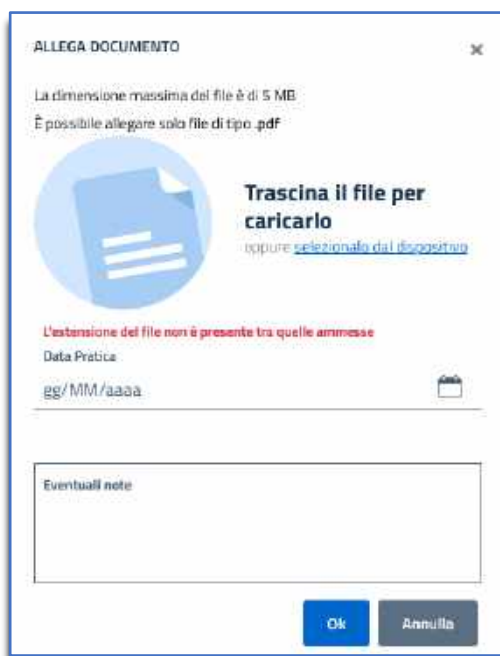 ALLEGA DOCUMENTO
La dimensione massima del file è di 5 MB
È possibile allegare solo file di tipo .pdf
Trascina il file per
caricarlo
oppure selezionalo dal dispositivo
L'estensione del file non è presente tra quelle ammesse
Data Pratica
gg/MM/aaaa
Eventuali note
Ok
Annulla